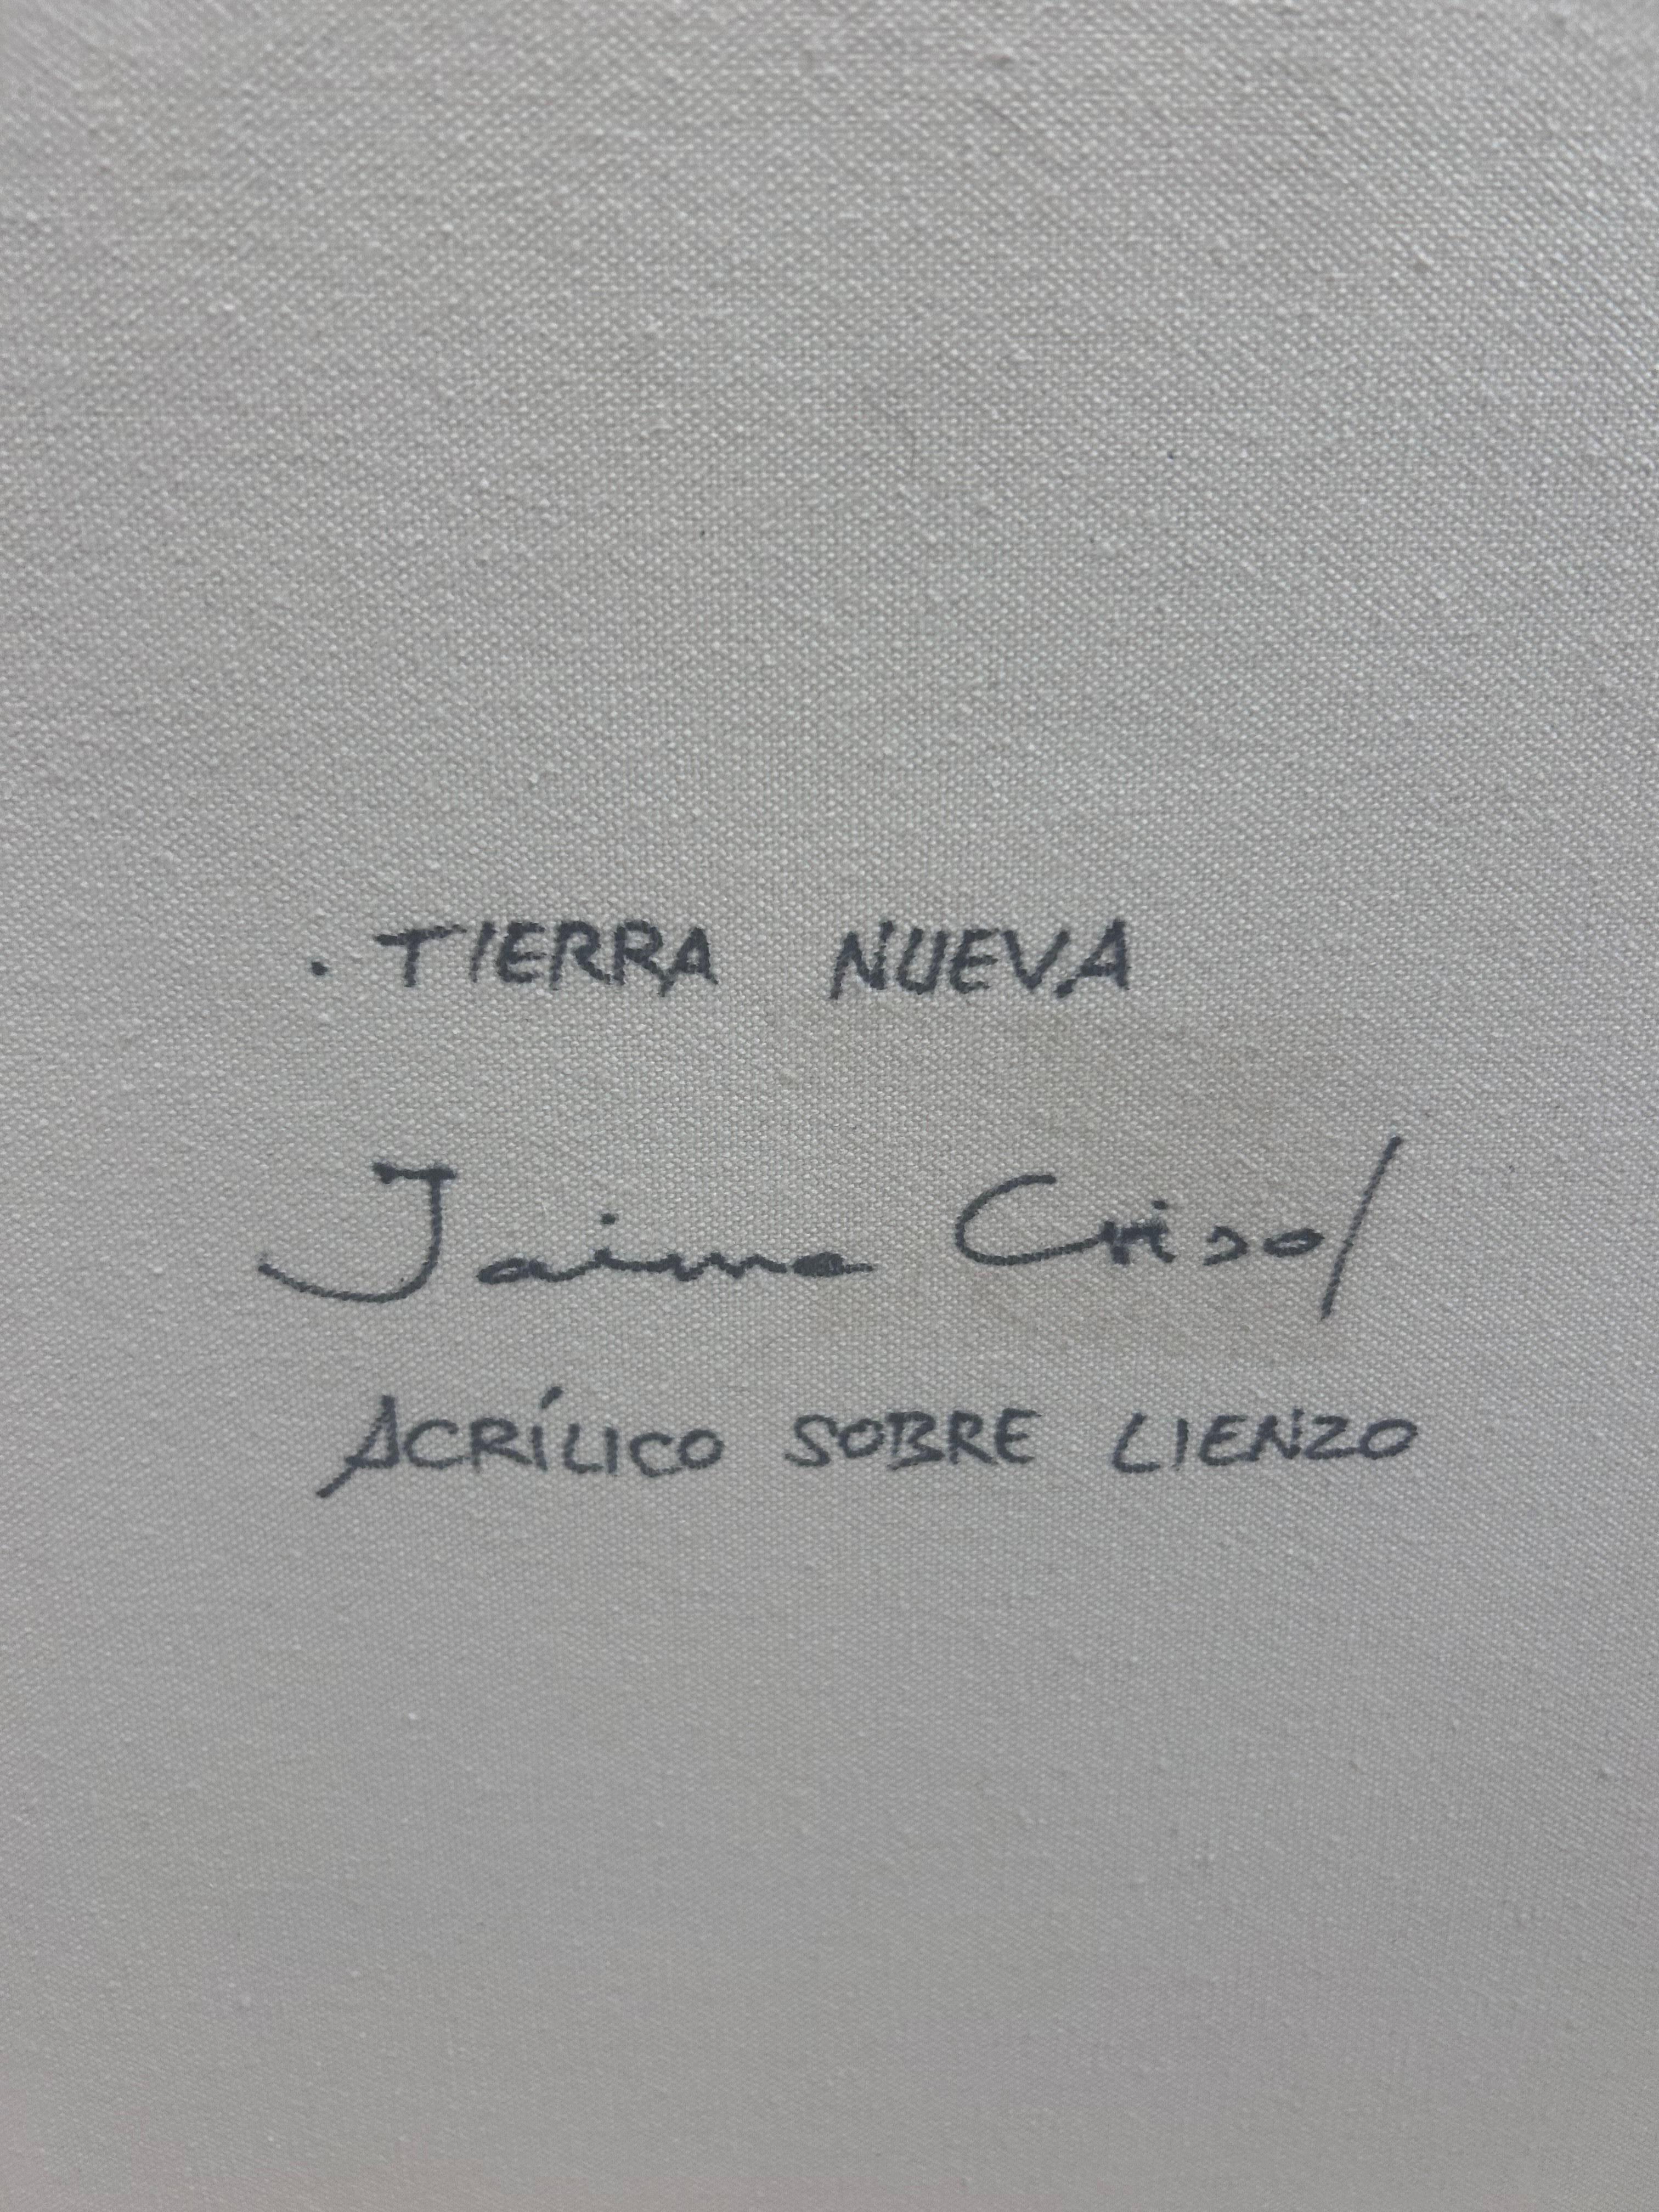 · TIERRA NUEVA
Jaime Crisol
ACRÍLICO SOBRE LIENZO